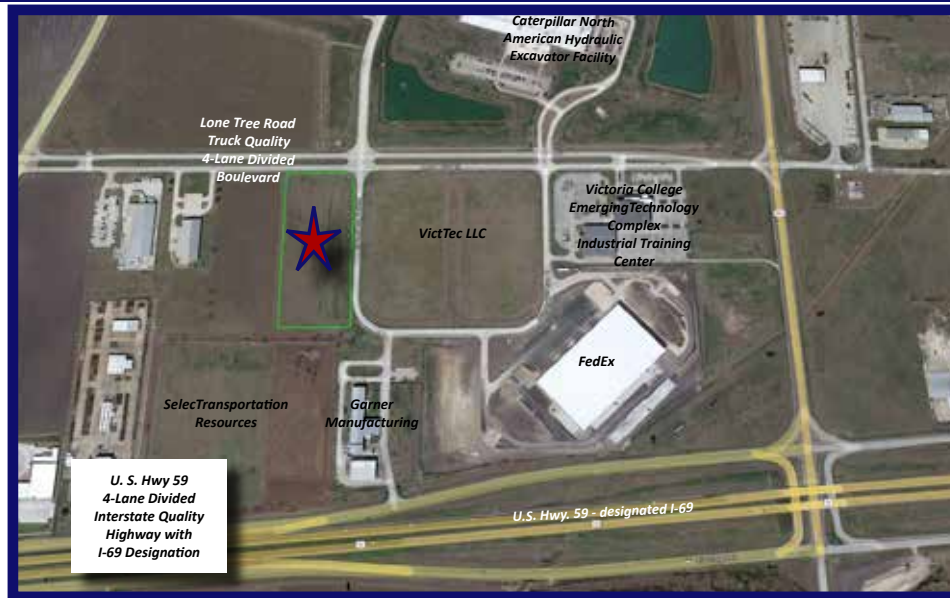 Caterpillar North
American Hydraulic
Excavator Facility
Lone Tree Road
Truck Quality
4-Lane Divided
Boulevard
VictTec LLC
Victoria College
EmergingTechnology
Complex
Industrial Training
Center
FedEx
SelecTransportation
Resources
Garner
Manufacturing
U. S. Hwy 59
4-Lane Divided
Interstate Quality
Highway with
I-69 Designation
U.S. Hwy. 59 - designated I-69